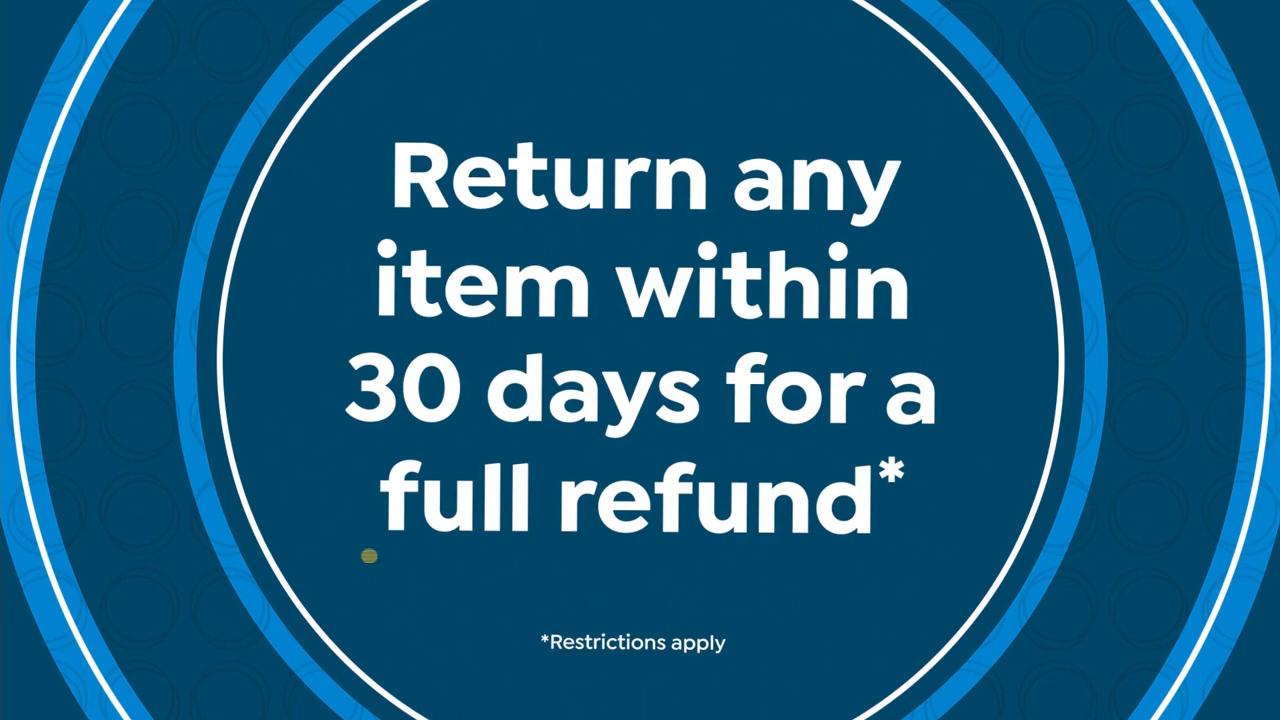 Return any
item within
30 days for a
full refund*
*Restrictions apply